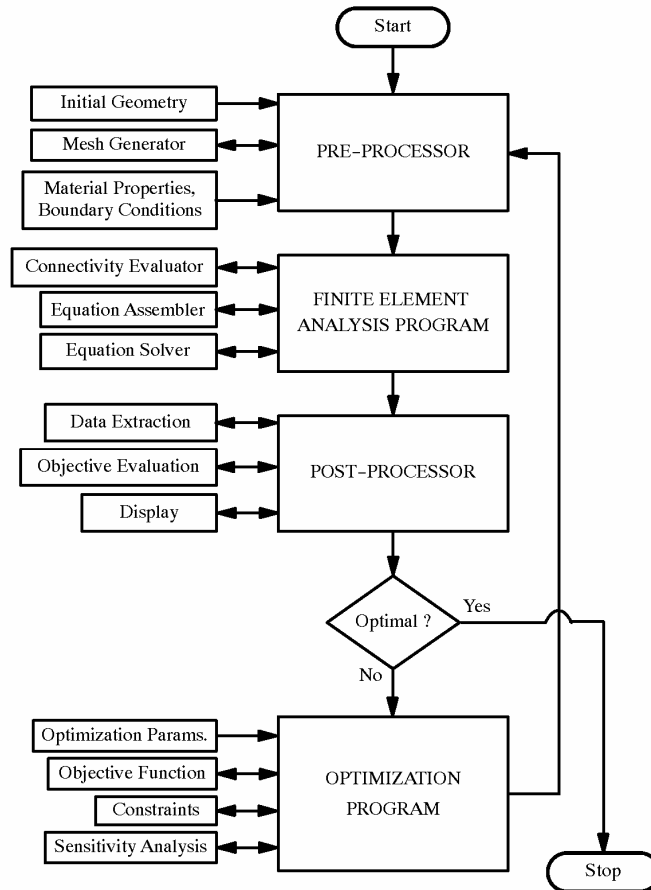 Start
Initial Geometry
Mesh Generator
Material Properties,
Boundary Conditions
PRE-PROCESSOR
Connectivity Evaluator
Equation Assembler
Equation Solver
FINITE ELEMENT
ANALYSIS PROGRAM
Data Extraction
Objective Evaluation
Display
POST-PROCESSOR
Optimal ?
Yes
No
Optimization Params.
Objective Function
Constraints
Sensitivity Analysis
OPTIMIZATION
PROGRAM
Stop